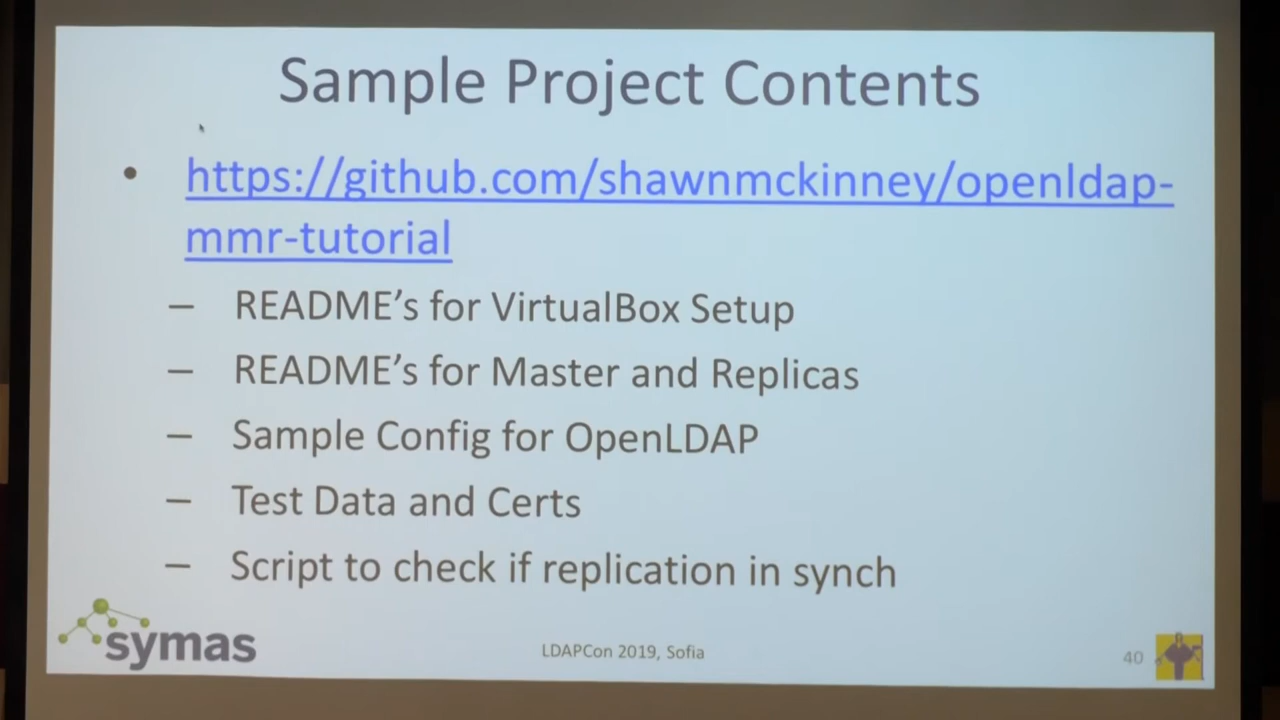 Sample Project Contents
• https://github.com/shawnmckinney/openldap-
mmr-tutorial
– README's for VirtualBox Setup
– README's for Master and Replicas
– Sample Config for OpenLDAP
– Test Data and Certs
– Script to check if replication in synch
symas
LDAPCon 2019, Sofia
40